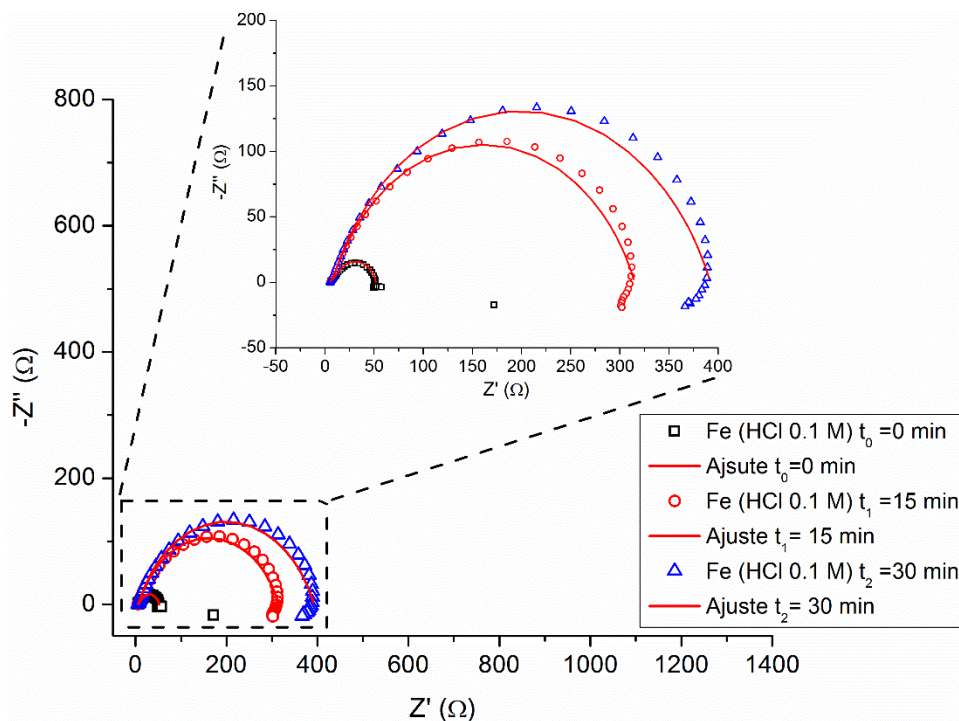 200
150
100
50
0
-50
-Z'' (Ω)
-50 0 50 100 150 200 250 300 350 400
Z' (Ω)
800
600
400
200
0
-Z'' (Ω)
Fe (HCl 0.1 M) t0 =0 min
Ajsute t0=0 min
Fe (HCl 0.1 M) t1 =15 min
Ajuste t1 = 15 min
Fe (HCl 0.1 M) t2 =30 min
Ajuste t2= 30 min
0 200 400 600 800 1000 1200 1400
Z' (Ω)